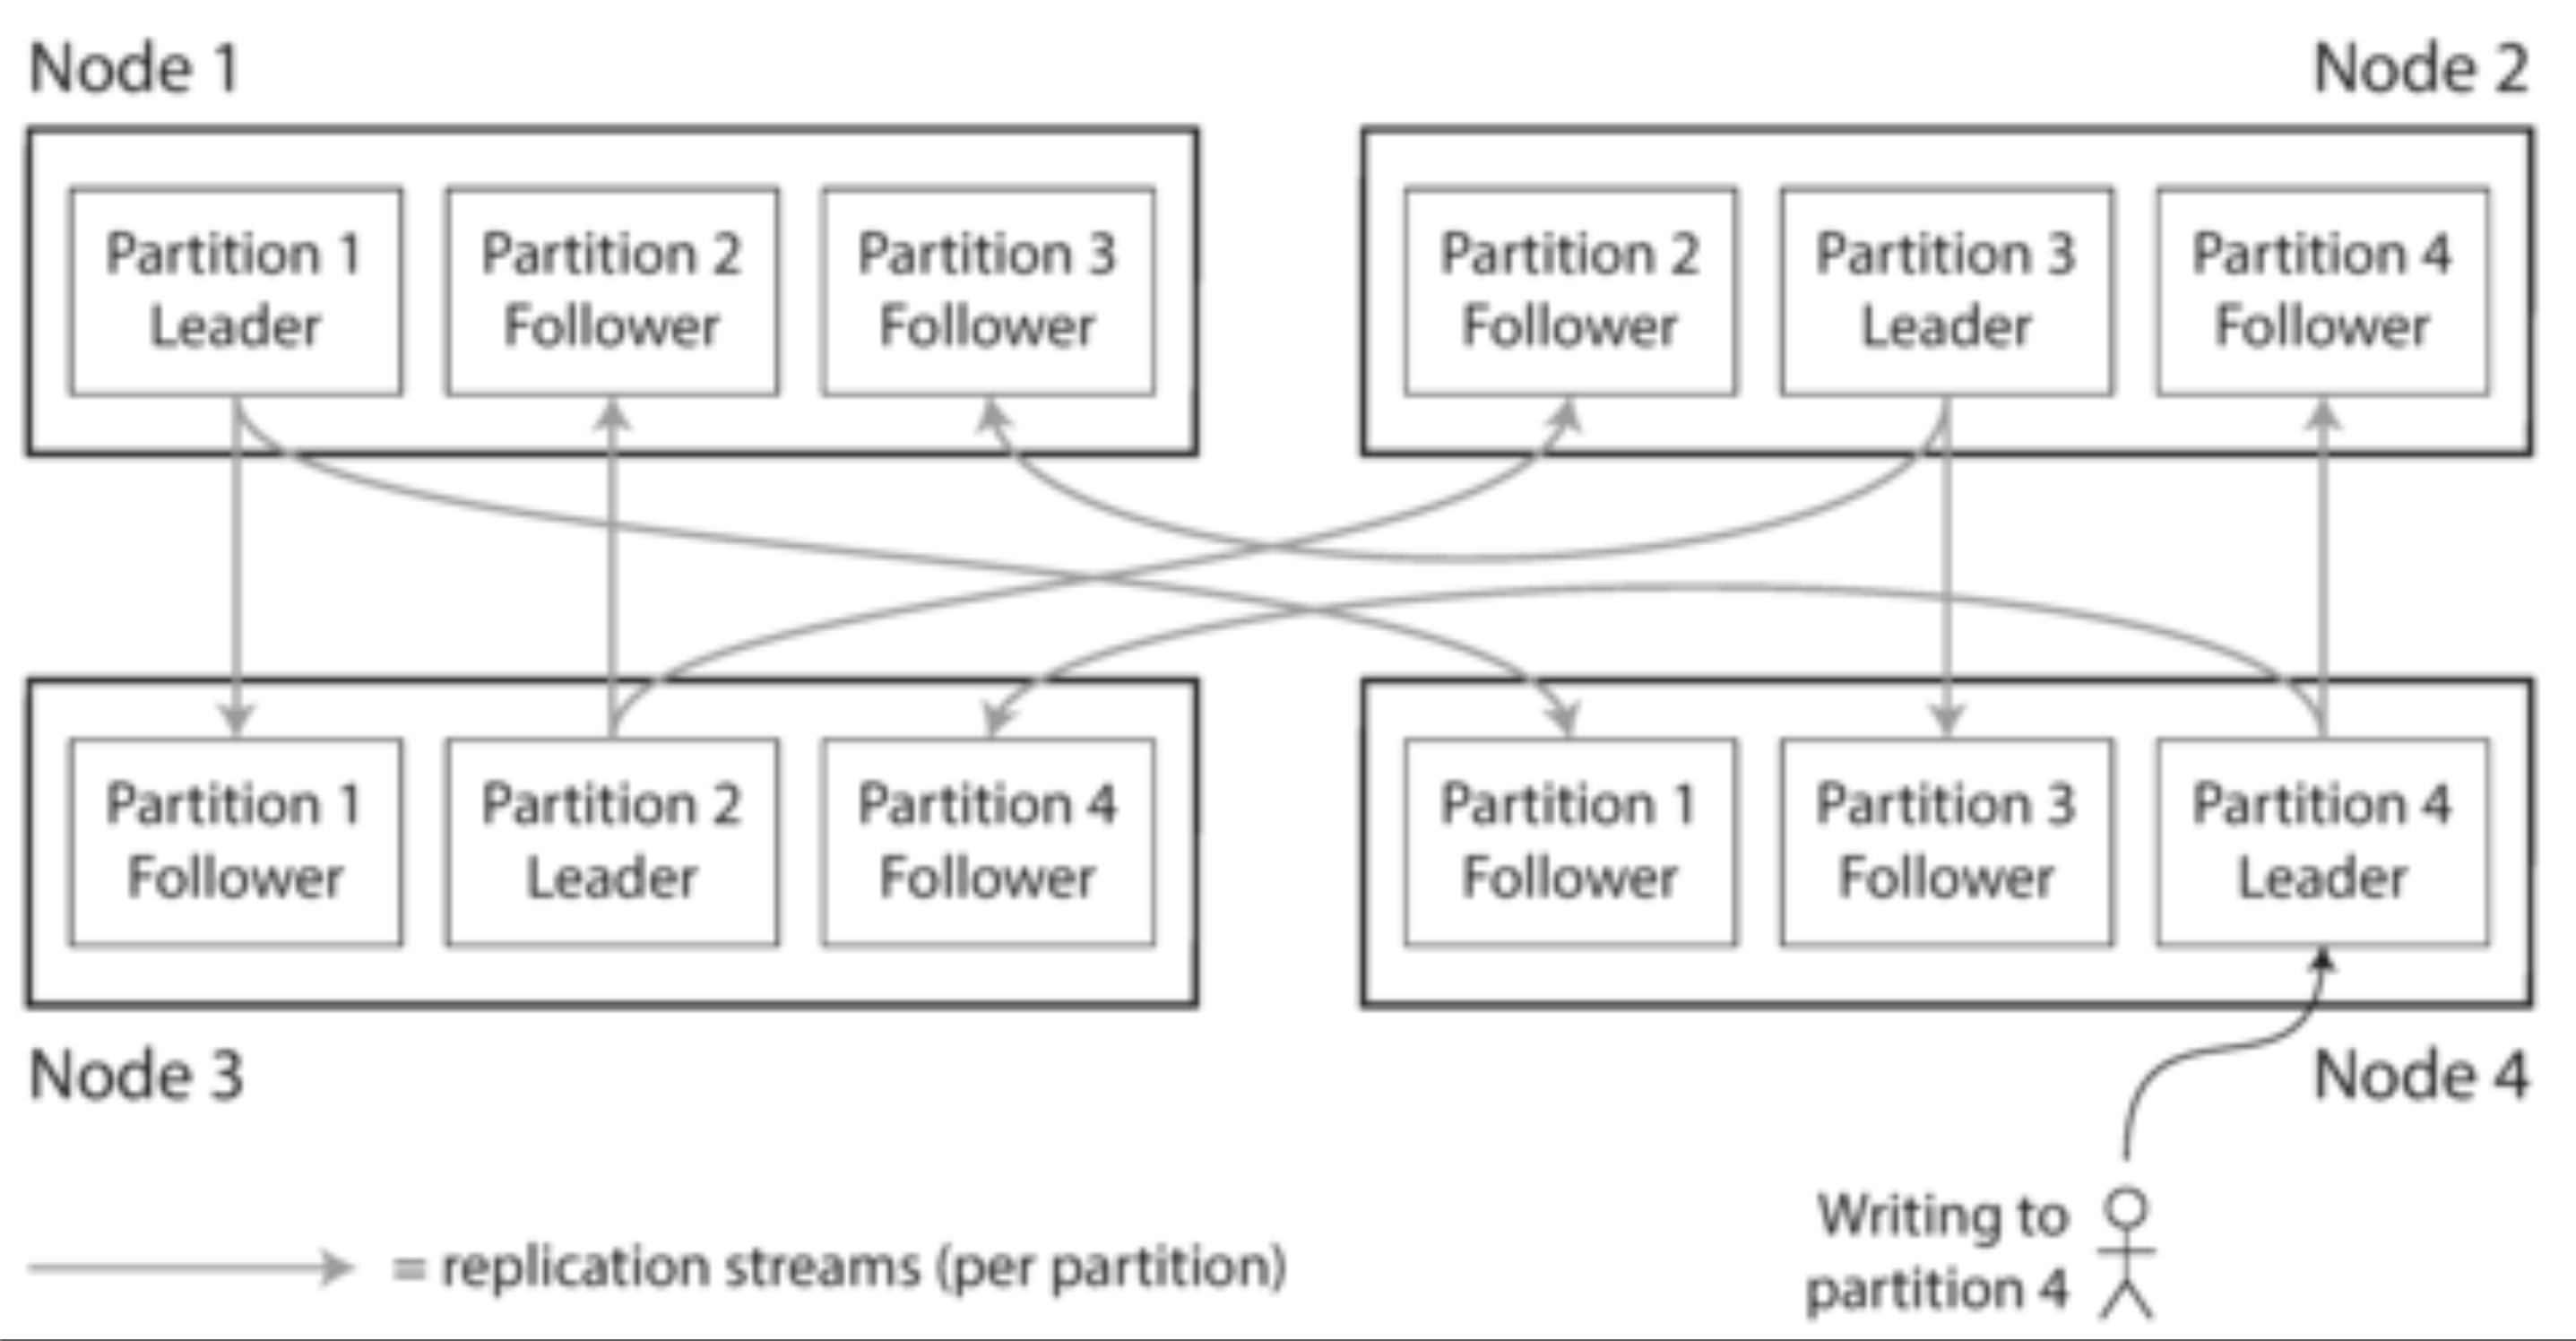 Node 1
Node 2
Partition 1
Leader
Partition 2
Follower
Partition 3
Follower
Partition 2
Follower
Partition 3
Leader
Partition 4
Follower
Partition 1
Follower
Partition 2
Leader
Partition 4
Follower
Partition 1
Follower
Partition 3
Follower
Partition 4
Leader
Node 3
Node 4
= replication streams (per partition)
Writing to
partition 4